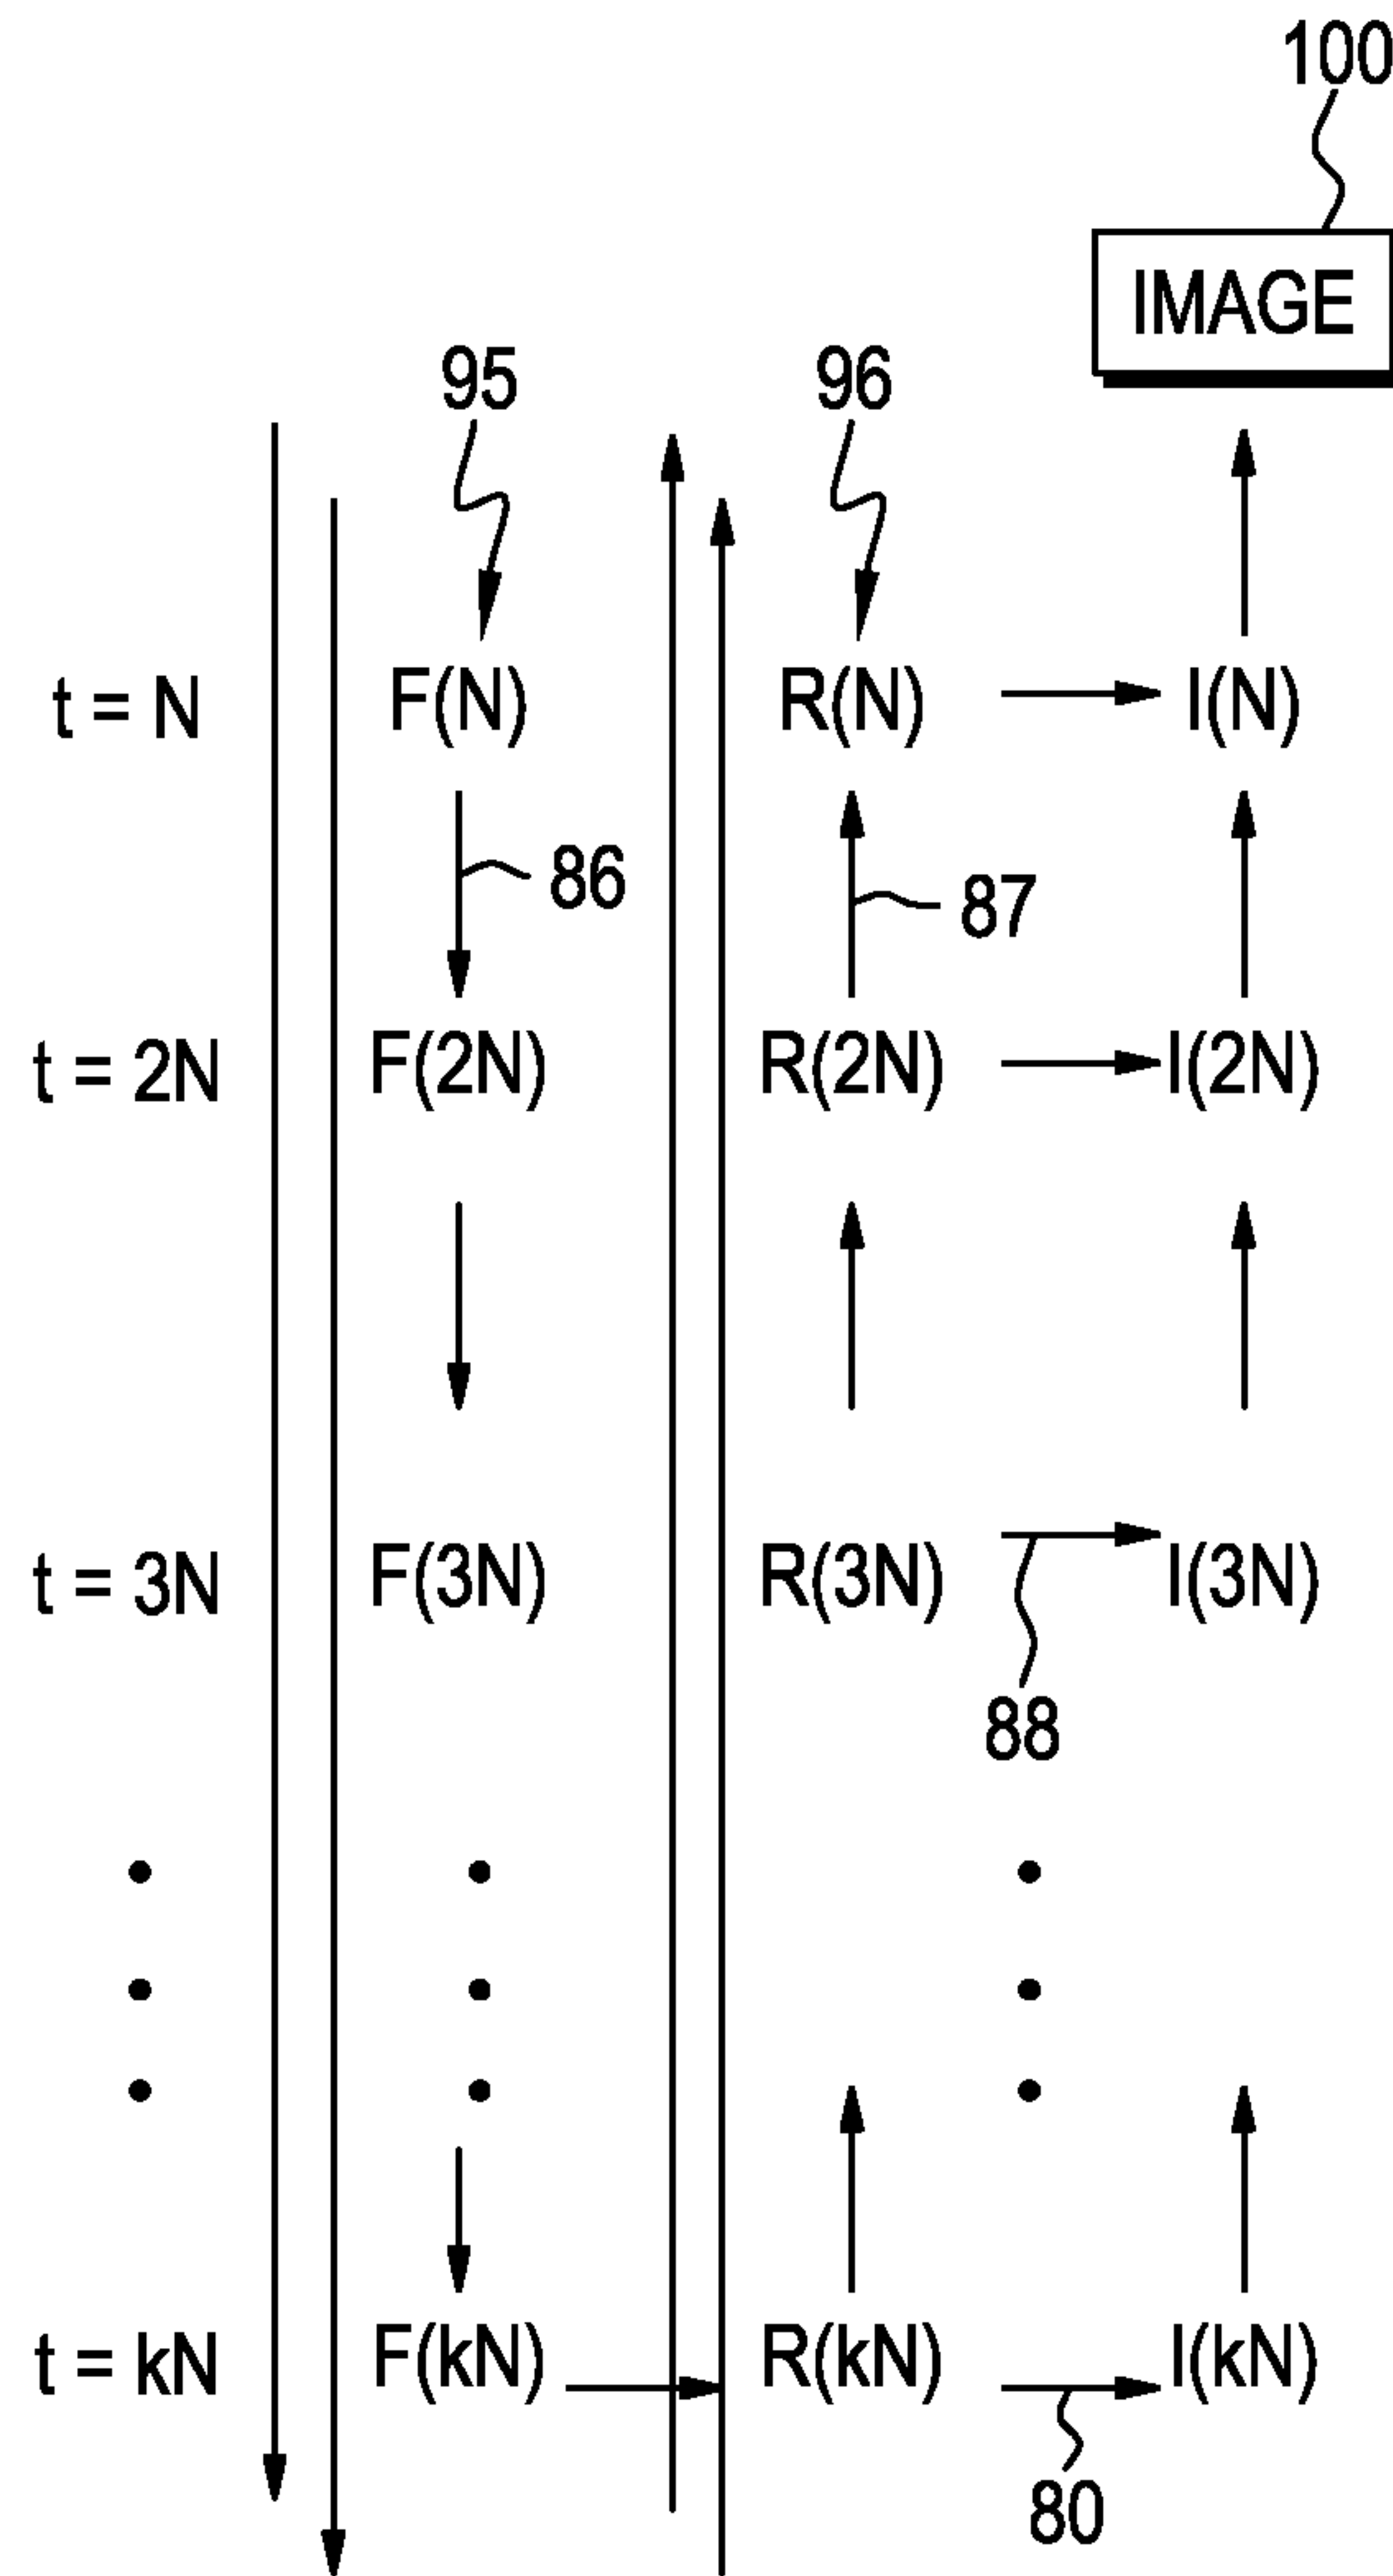 100
IMAGE
95 96
t = N F(N) R(N) I(N)
86 87
t = 2N F(2N) R(2N) I(2N)
t = 3N F(3N) R(3N) I(3N)
88
t = kN F(kN) R(kN) I(kN)
80